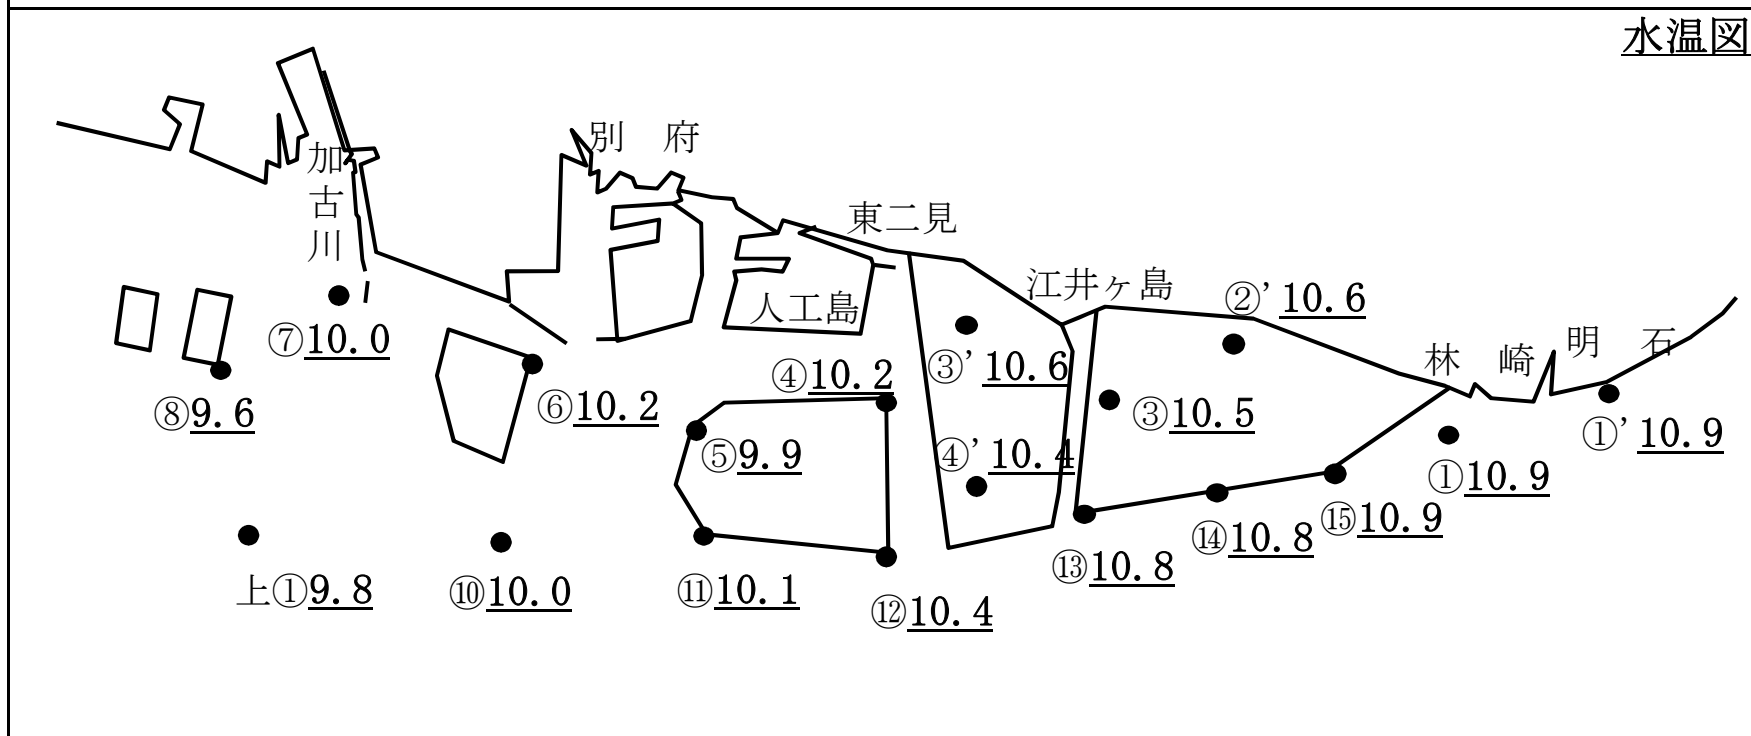 水温図
別 府
加古川
東二見
江井ヶ島
②' 10.6
人工島
⑦10.0
林 崎
明 石
③' 10.6
④10.2
⑧9.6
⑥10.2
③10.5
①' 10.9
⑤9.9
④' 10.4
①10.9
⑮10.9
⑭10.8
⑬10.8
上①9.8
⑩10.0
⑪10.1
⑫10.4